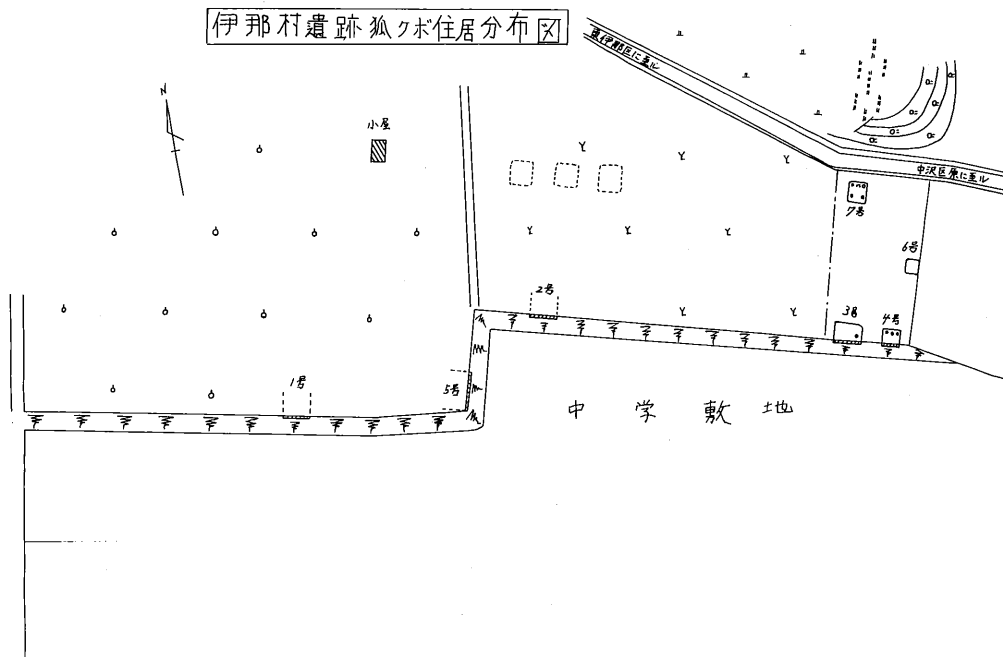 伊那村遺跡狐クボ住居分布図
東伊那区に至ル
N
小屋
中沢区原に至ル
7号
6号
2号
3号
4号
1号
5号
中学敷地